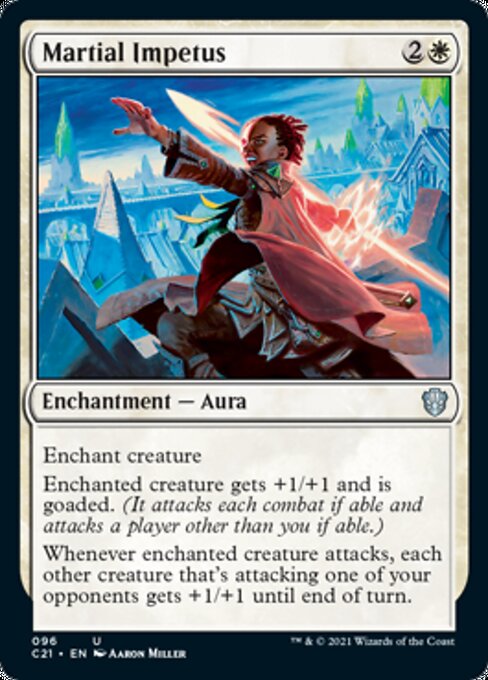 Martial Impetus 2
Enchantment — Aura
Enchant creature
Enchanted creature gets +1/+1 and is
goaded. (It attacks each combat if able and
attacks a player other than you if able.)
Whenever enchanted creature attacks, each
other creature that's attacking one of your
opponents gets +1/+1 until end of turn.
096 U
C21 • EN Aaron Miller
™ & © 2021 Wizards of the Coast